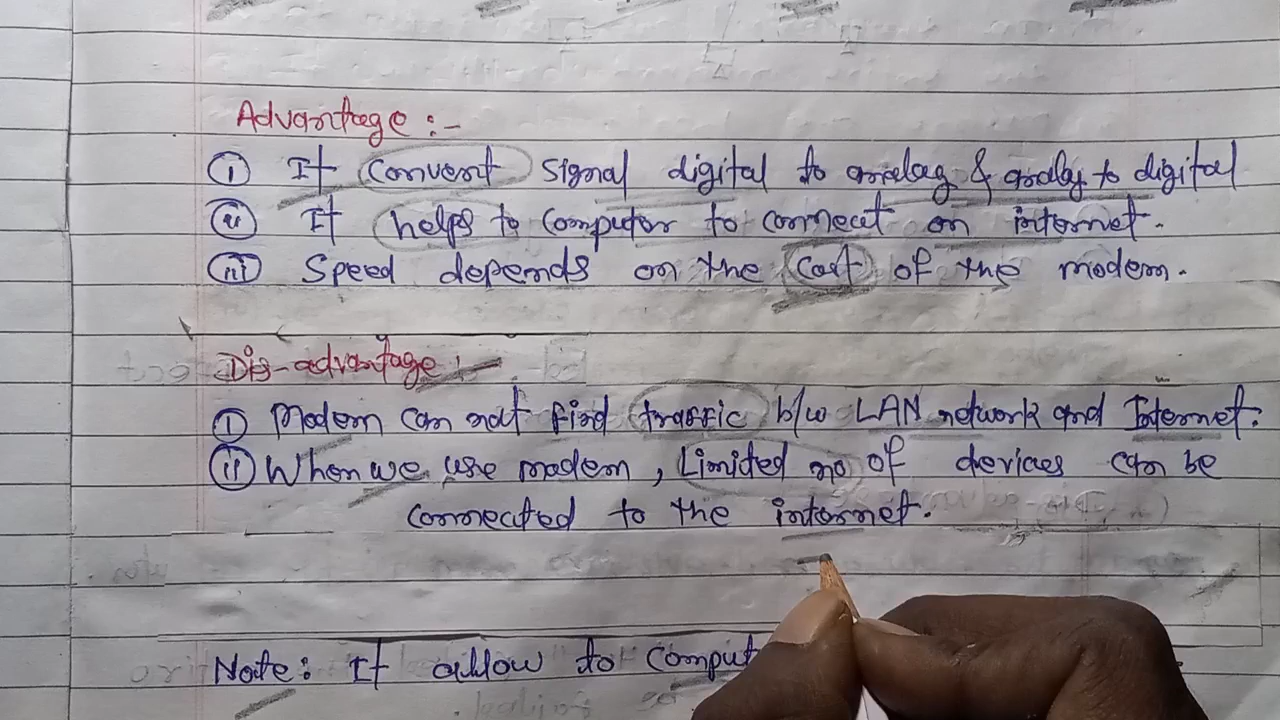 Advantage :-
(i) It Convert Signal digital to analog & analog to digital
(ii) It helps to computer to connect on internet.
(iii) Speed depends on the Cost of the modem.
Dis-advantage :-
(i) Modem Can not find traffic b/w LAN network and Internet.
(ii) When we use modem, Limited no of devices can be
connected to the internet.
Note: It allow to